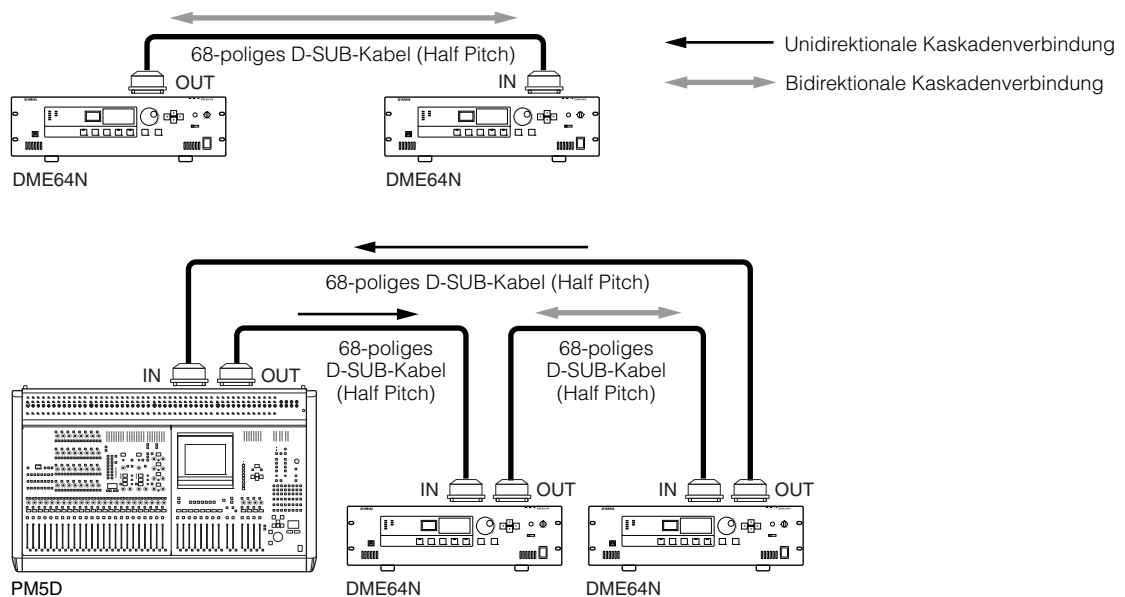 68-poliges D-SUB-Kabel (Half Pitch)
OUT
IN
Unidirektionale Kaskadenverbindung
Bidirektionale Kaskadenverbindung
DME64N
DME64N
68-poliges D-SUB-Kabel (Half Pitch)
68-poliges
D-SUB-Kabel
(Half Pitch)
68-poliges
D-SUB-Kabel
(Half Pitch)
IN
OUT
IN
OUT
IN
OUT
PM5D
DME64N
DME64N